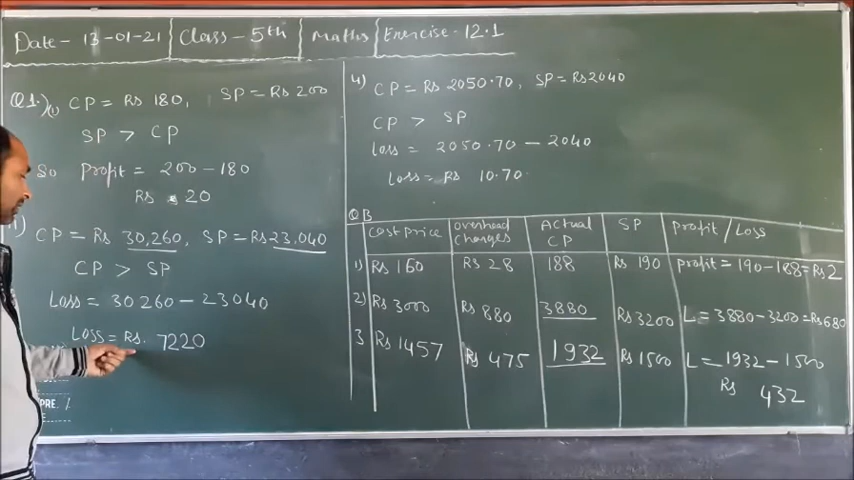 Date - 13-01-21 Class - 5th Maths Exercise - 12.1
Q1.) (i) CP = Rs 180, SP = Rs 200
SP > CP
So Profit = 200 - 180
Rs 20
CP = Rs 30,260, SP = Rs 23,040
CP > SP
Loss = 30260 - 23040
Loss = Rs. 7220
4) CP = Rs 2050.70, SP = Rs 2040
CP > SP
Loss = 2050.70 - 2040
Loss = Rs 10.70
QB
Cost Price overhead Charges Actual CP SP Profit / Loss
1) Rs 160 Rs 28 188 Rs 190 Profit = 190 - 188 = Rs 2
2) Rs 3000 Rs 880 3880 Rs 3200 L = 3880 - 3200 = Rs 680
3 Rs 1457 Rs 475 1932 Rs 1500 L = 1932 - 1500
Rs 432
PRE.